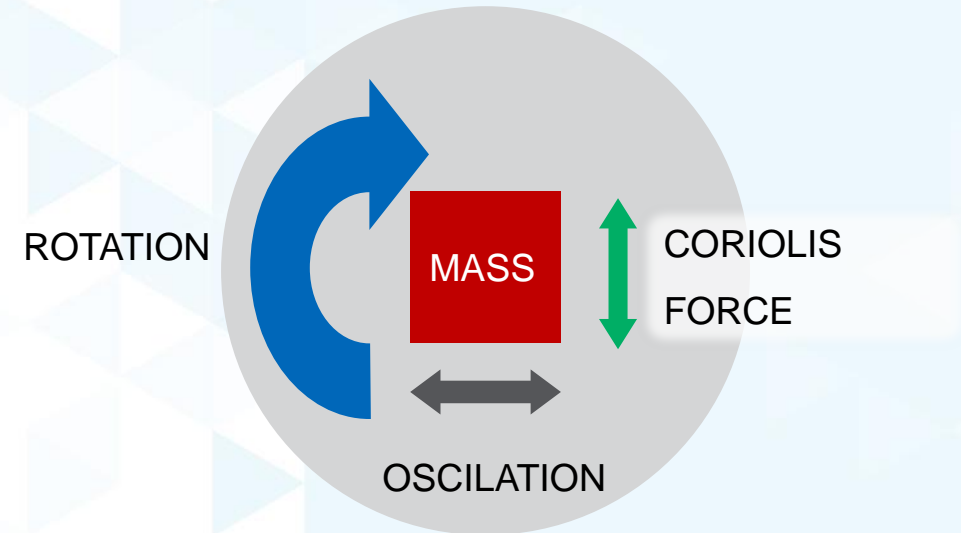 ROTATION
MASS
CORIOLIS
FORCE
OSCILATION